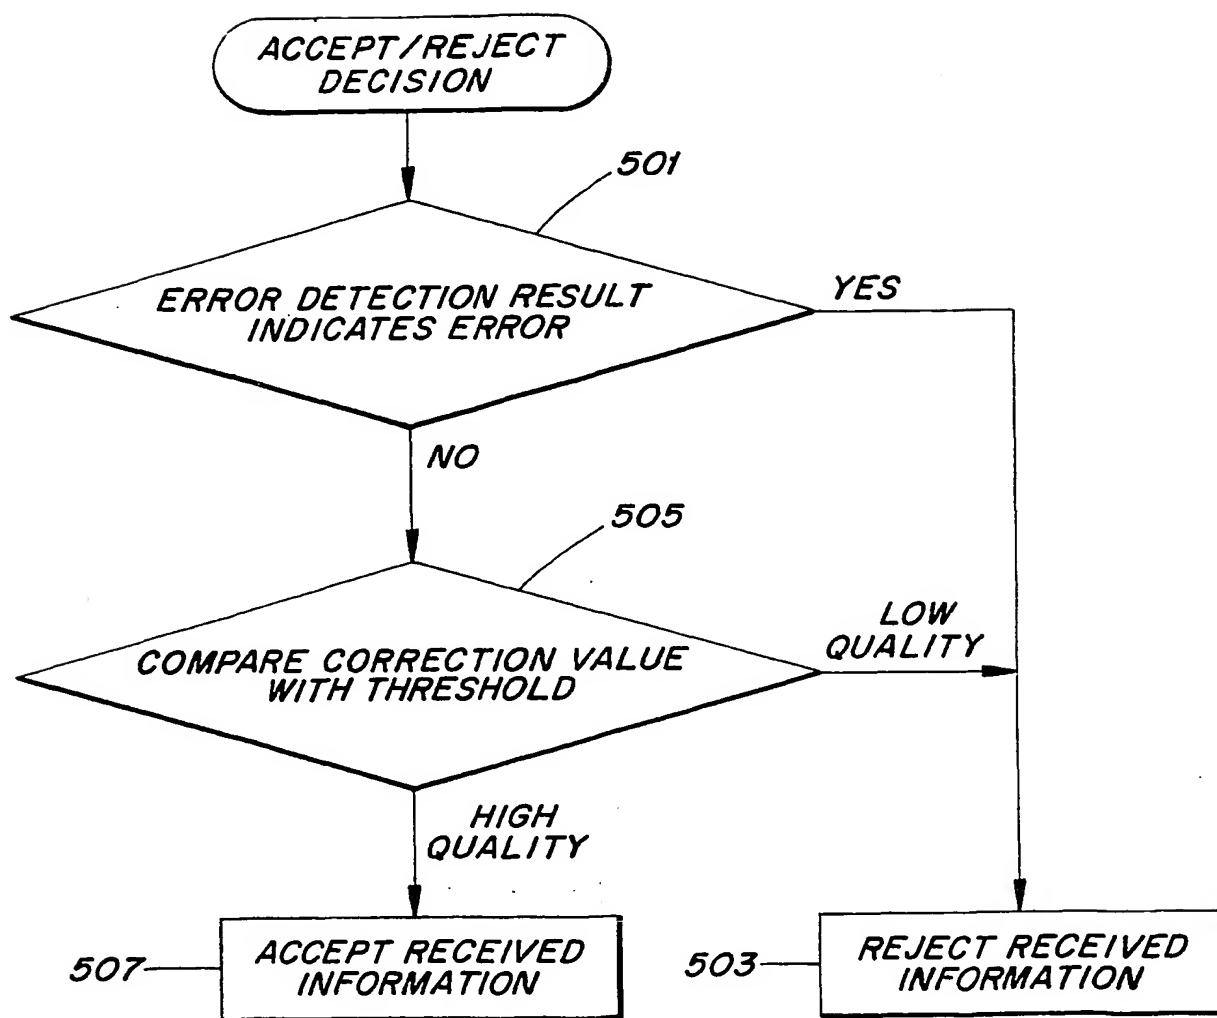 ACCEPT/REJECT
DECISION
501
ERROR DETECTION RESULT
INDICATES ERROR
YES
NO
505
COMPARE CORRECTION VALUE
WITH THRESHOLD
LOW
QUALITY
HIGH
QUALITY
507
ACCEPT RECEIVED
INFORMATION
503
REJECT RECEIVED
INFORMATION